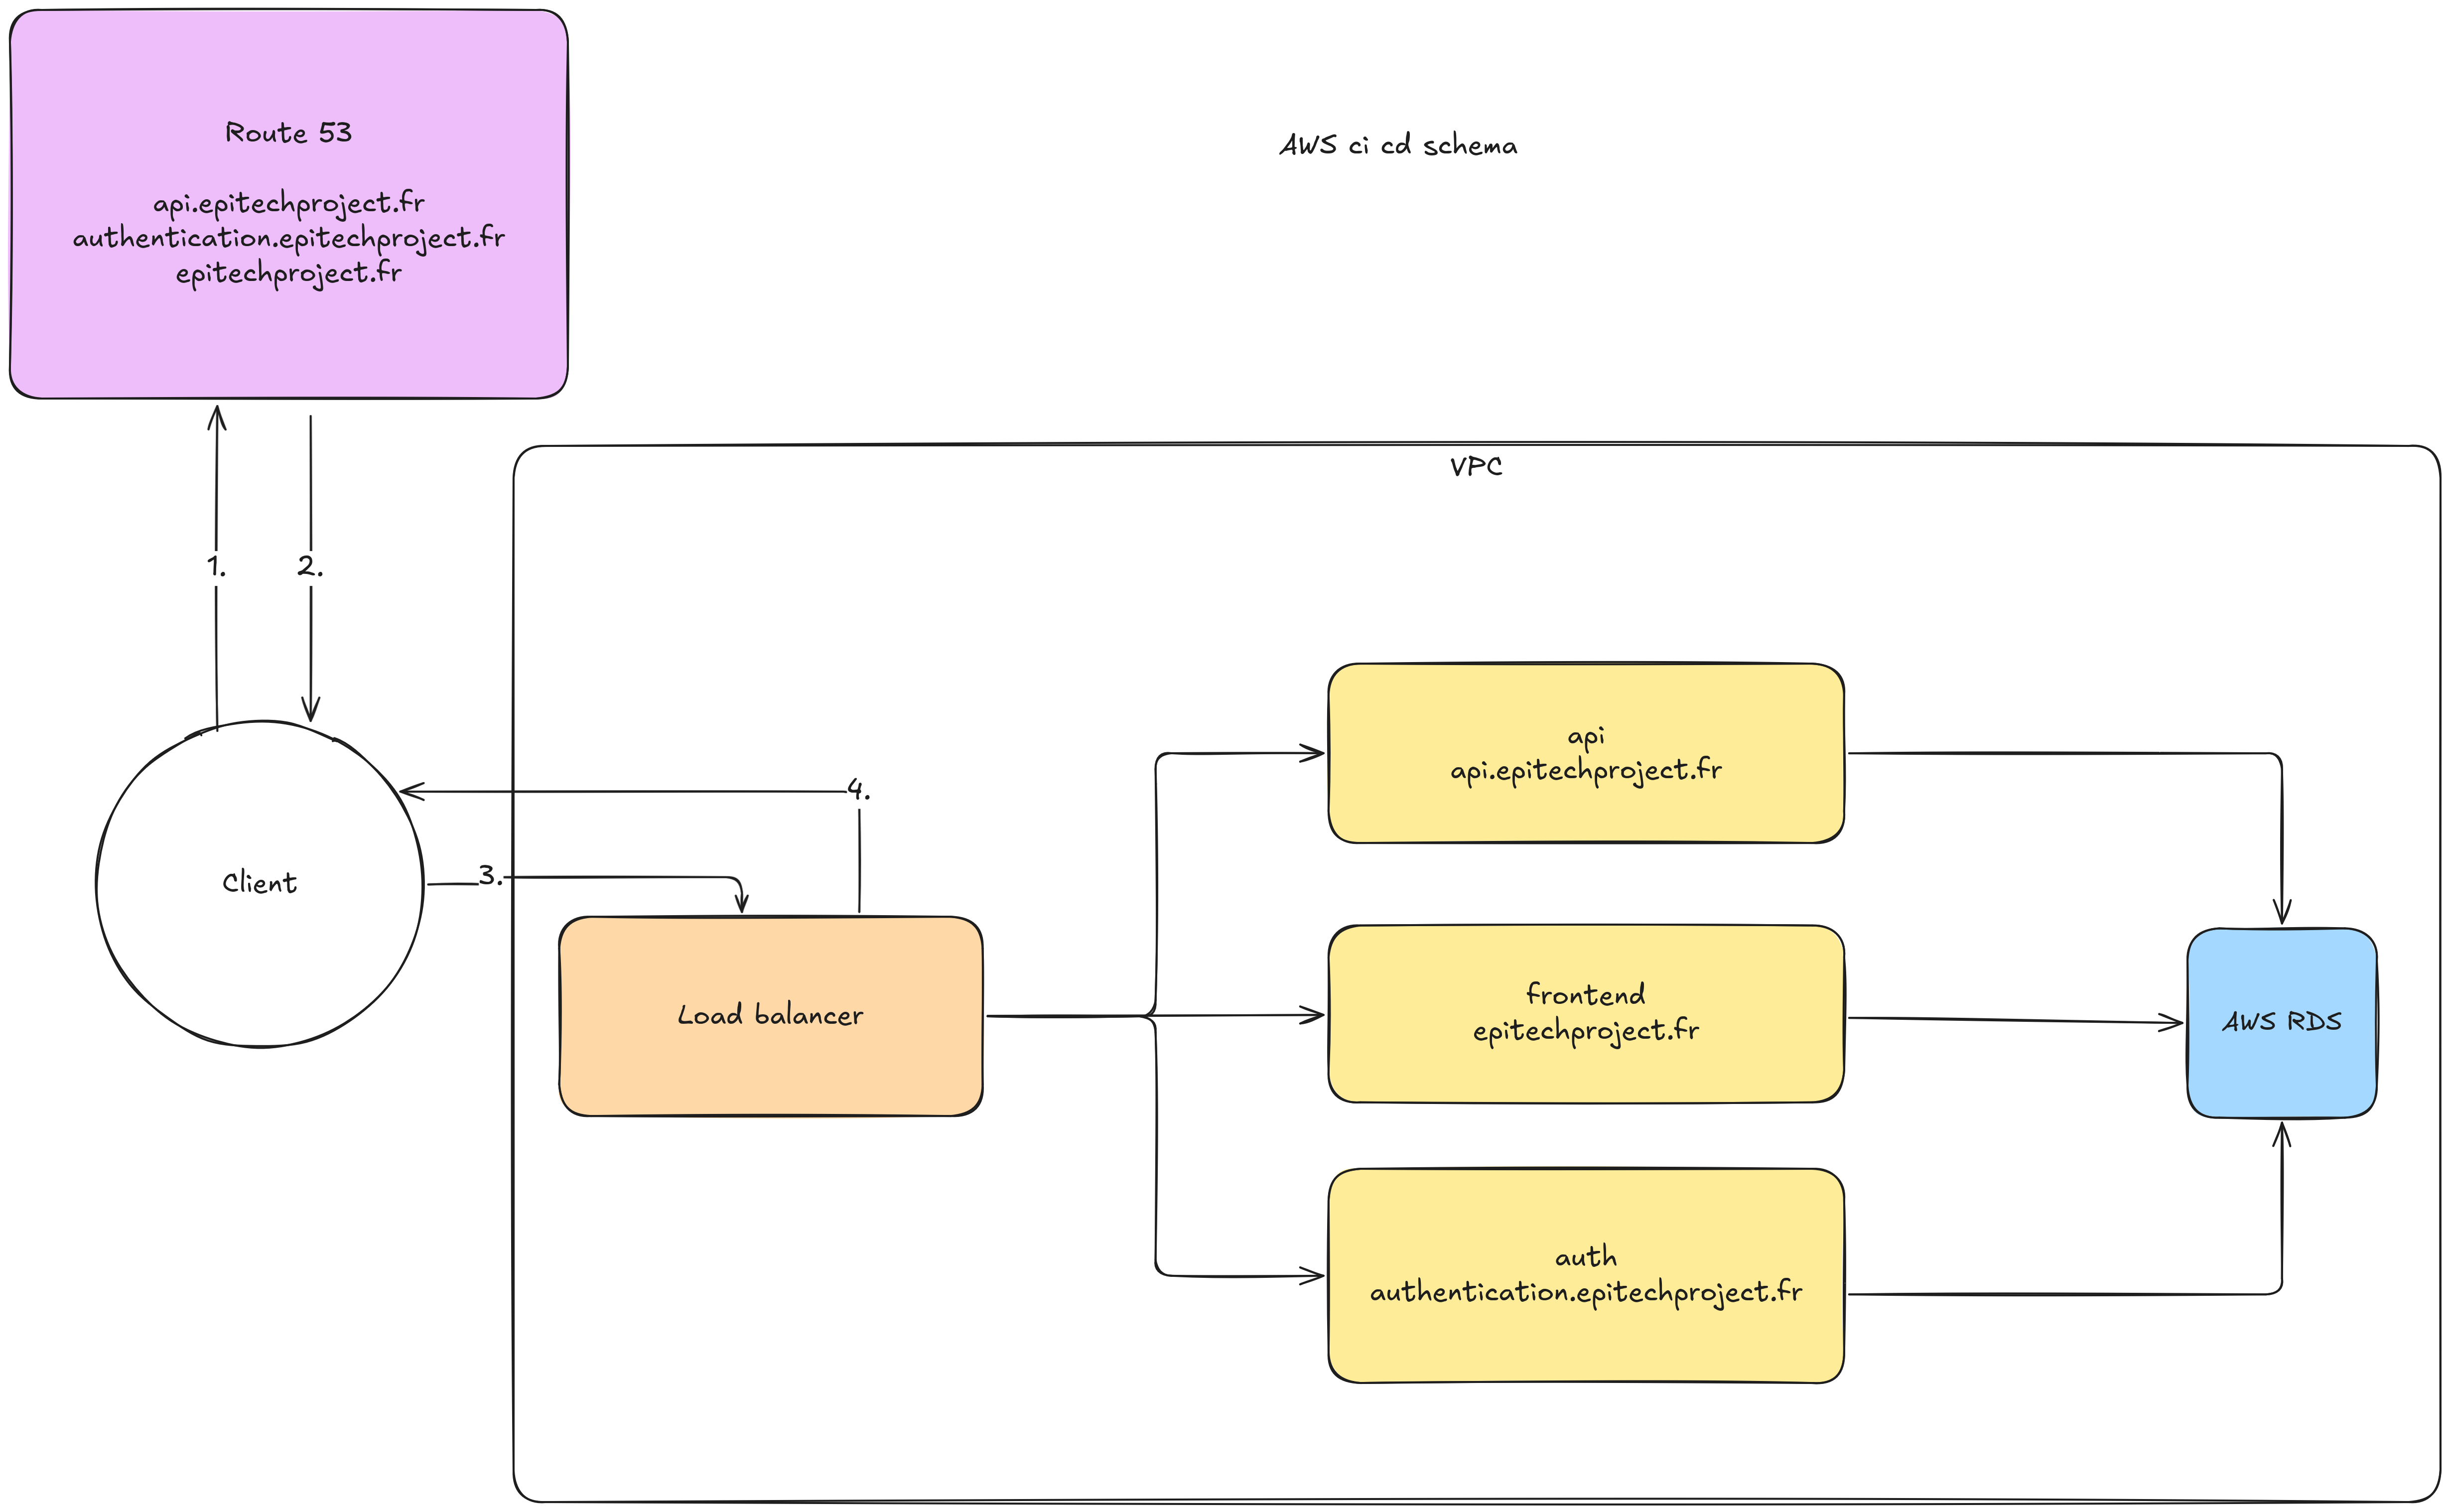 Route 53
api.epitechproject.fr
authentication.epitechproject.fr
epitechproject.fr
AWS ci cd schema
VPC
1.
2.
3.
4.
Client
Load balancer
api
api.epitechproject.fr
frontend
epitechproject.fr
auth
authentication.epitechproject.fr
AWS RDS